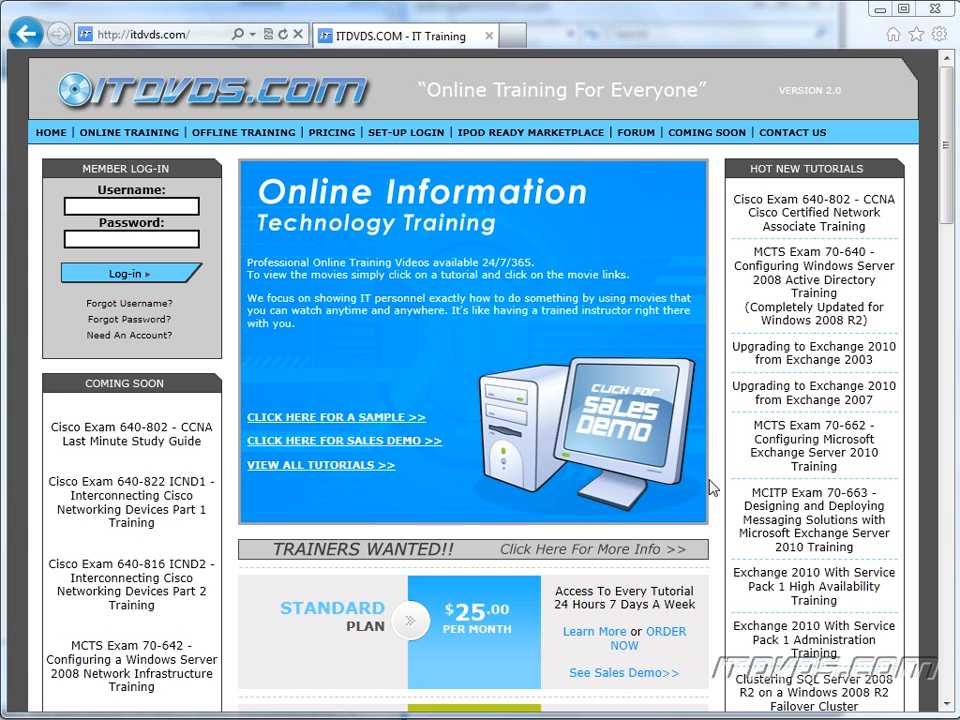 http://itdvds.com/
ITDVDS.COM - IT Training
ITDVDS.COM
“Online Training For Everyone”
VERSION 2.0
HOME | ONLINE TRAINING | OFFLINE TRAINING | PRICING | SET-UP LOGIN | IPOD READY MARKETPLACE | FORUM | COMING SOON | CONTACT US
MEMBER LOG-IN
Username:
Password:
Log-in
Forgot Username?
Forgot Password?
Need An Account?
COMING SOON
Cisco Exam 640-802 - CCNA
Last Minute Study Guide
Cisco Exam 640-822 ICND1 -
Interconnecting Cisco
Networking Devices Part 1
Training
Cisco Exam 640-816 ICND2 -
Interconnecting Cisco
Networking Devices Part 2
Training
MCTS Exam 70-642 -
Configuring a Windows Server
2008 Network Infrastructure
Training
Online Information
Technology Training
Professional Online Training Videos available 24/7/365.
To view the movies simply click on a tutorial and click on the movie links.
We focus on showing IT personnel exactly how to do something by using movies that
you can watch anytime and anywhere. It's like having a trained instructor right there
with you.
CLICK HERE FOR A SAMPLE >>
CLICK HERE FOR SALES DEMO >>
VIEW ALL TUTORIALS >>
CLICK FOR
SALES
DEMO
TRAINERS WANTED!! Click Here For More Info >>
STANDARD
PLAN
$25.00
PER MONTH
Access To Every Tutorial
24 Hours 7 Days A Week
Learn More or ORDER
NOW
See Sales Demo>>
HOT NEW TUTORIALS
Cisco Exam 640-802 - CCNA
Cisco Certified Network
Associate Training
MCTS Exam 70-640 -
Configuring Windows Server
2008 Active Directory
Training
(Completely Updated for
Windows 2008 R2)
Upgrading to Exchange 2010
from Exchange 2003
Upgrading to Exchange 2010
from Exchange 2007
MCTS Exam 70-662 -
Configuring Microsoft
Exchange Server 2010
Training
MCITP Exam 70-663 -
Designing and Deploying
Messaging Solutions with
Microsoft Exchange Server
2010 Training
Exchange 2010 With Service
Pack 1 High Availability
Training
Exchange 2010 With Service
Pack 1 Administration
Training
Clustering SQL Server 2008
R2 on a Windows 2008 R2
Failover Cluster
ITDVDS.COM